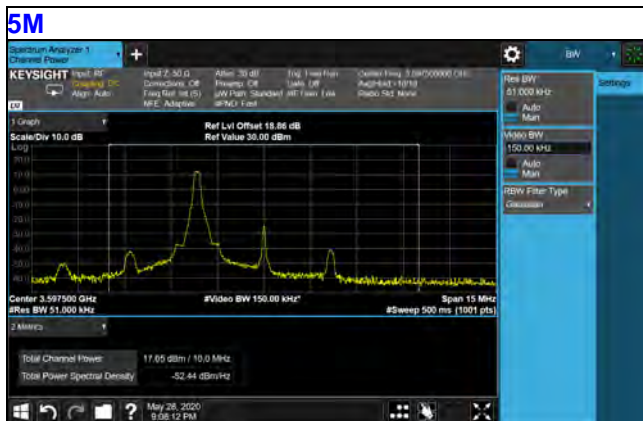 5M
Spectrum Analyzer 1
Channel Power
+
BW
KEYSIGHT Input: RF
Coupling: DC
Align: Auto
Input Z: 50 Ω
Corrections: Off
Freq Ref: Int (S)
NFE: Adaptive
Atten: 30 dB
Preamp: Off
µW Path: Standard
#PNO: Fast
Trig: Free Run
Gate: Off
#IF Gain: Low
Avg|Hold:>10/10
Radio Std: None
Res BW
51.000 kHz
Auto
Man
Settings
Video BW
150.00 kHz
Auto
Man
RBW Filter Type
Gaussian
1 Graph
Scale/Div 10.0 dB
Ref Lvl Offset 18.86 dB
Ref Value 30.00 dBm
Log
Center 3.597500 GHz
#Res BW 51.000 kHz
#Video BW 150.00 kHz*
Span 15 MHz
#Sweep 500 ms (1001 pts)
2 Metrics
Total Channel Power 17.05 dBm / 10.0 MHz
Total Power Spectral Density -52.44 dBm/Hz
?
May 28, 2020
9:08:12 PM